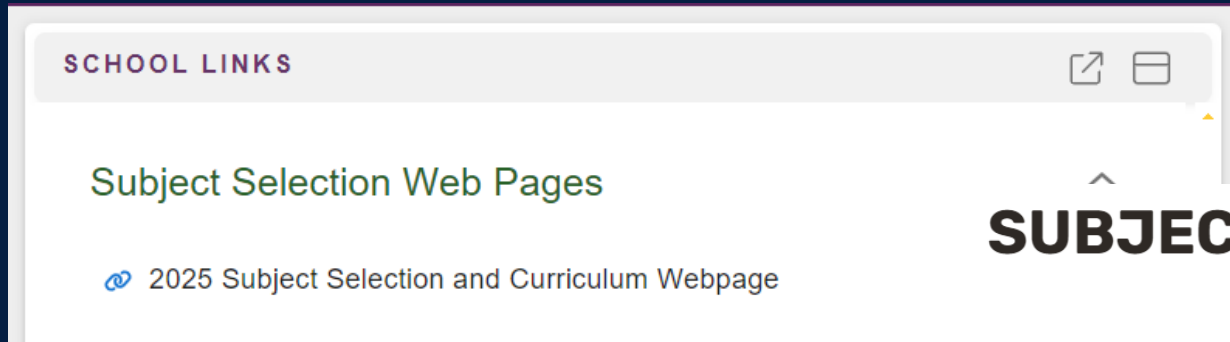 SCHOOL LINKS
Subject Selection Web Pages
SUBJEC
2025 Subject Selection and Curriculum Webpage